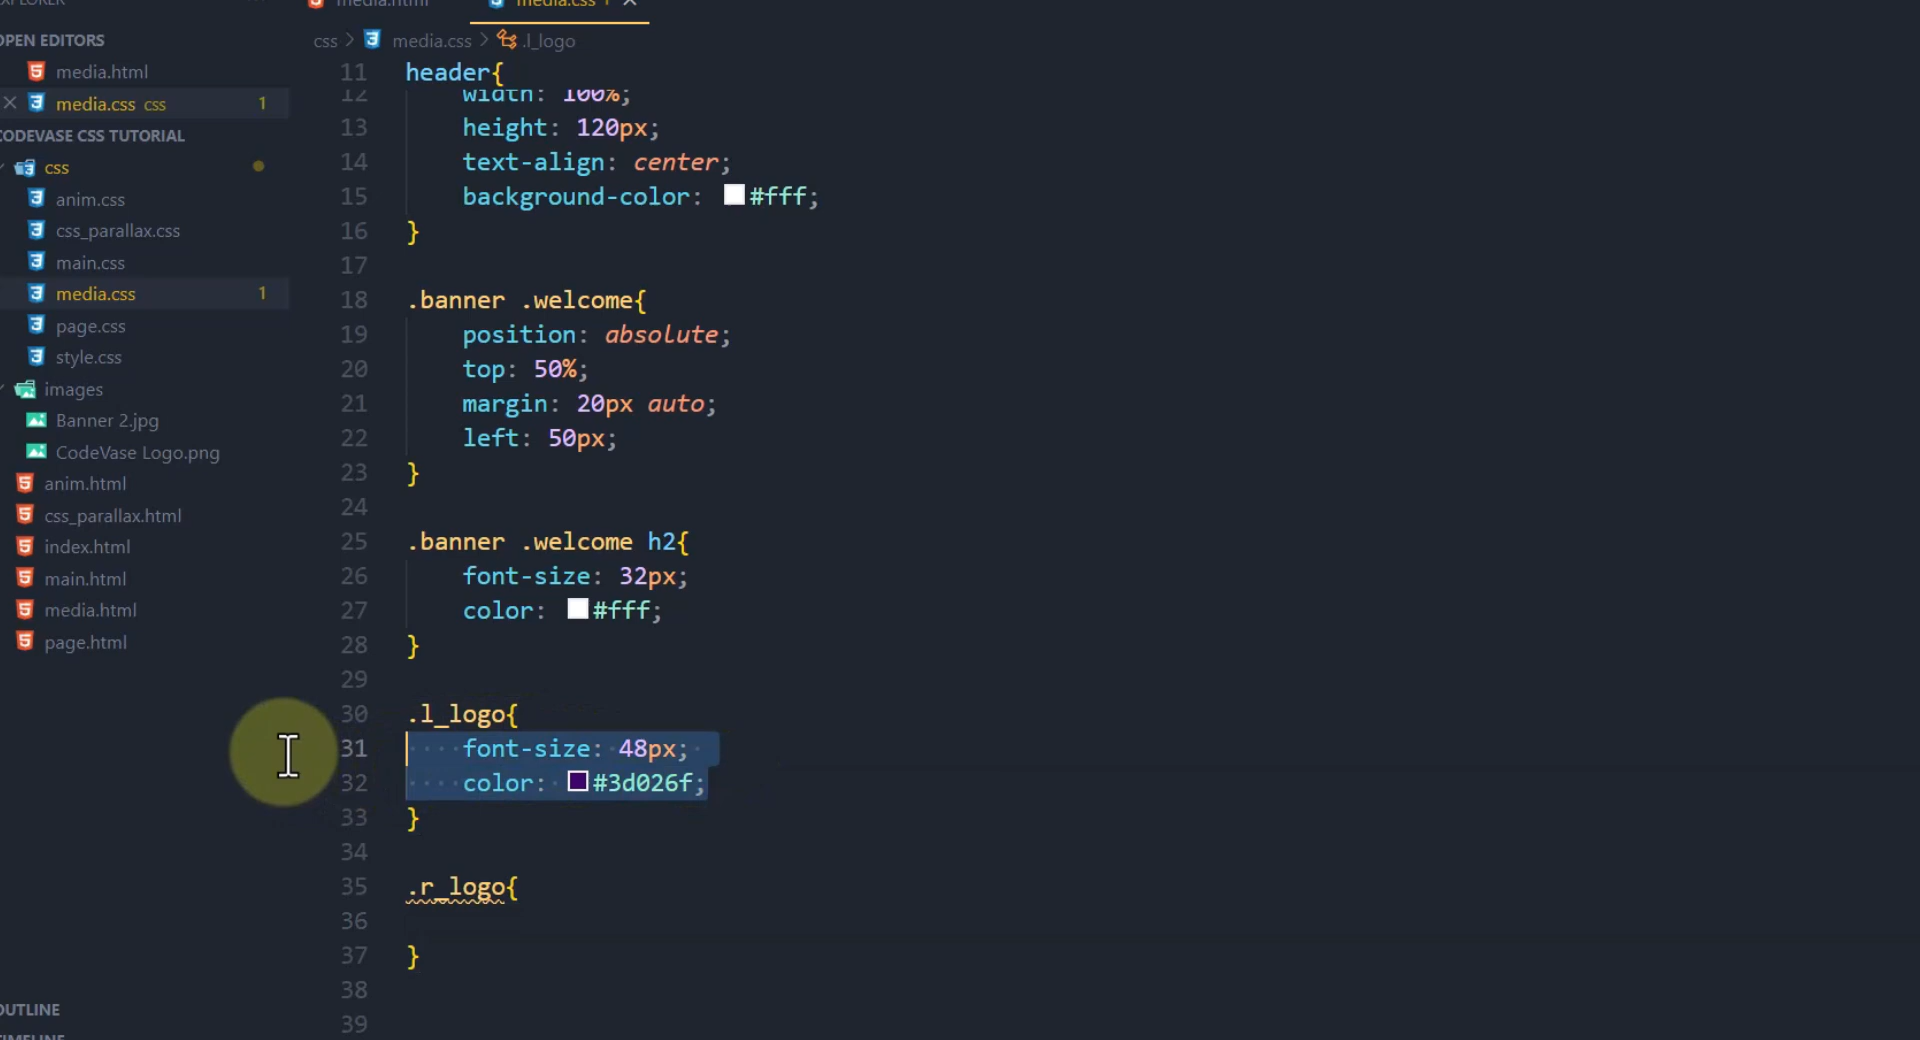 media.html
media.css 1
OPEN EDITORS
media.html
media.css css 1
CODEVASE CSS TUTORIAL
css
anim.css
css_parallax.css
main.css
media.css 1
page.css
style.css
images
Banner 2.jpg
CodeVase Logo.png
anim.html
css_parallax.html
index.html
main.html
media.html
page.html
OUTLINE
css > media.css > .l_logo
11 header{
12 width: 100%;
13 height: 120px;
14 text-align: center;
15 background-color: #fff;
16 }
17
18 .banner .welcome{
19 position: absolute;
20 top: 50%;
21 margin: 20px auto;
22 left: 50px;
23 }
24
25 .banner .welcome h2{
26 font-size: 32px;
27 color: #fff;
28 }
29
30 .l_logo{
31 font-size: 48px;
32 color: #3d026f;
33 }
34
35 .r_logo{
36
37 }
38
39